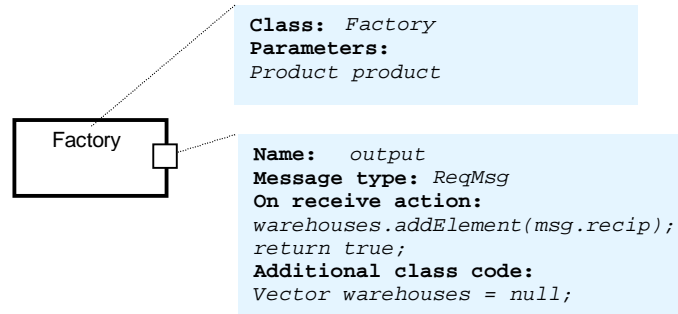 Class: Factory
Parameters:
Product product
Factory
Name: output
Message type: ReqMsg
On receive action:
warehouses.addElement(msg.recip);
return true;
Additional class code:
Vector warehouses = null;